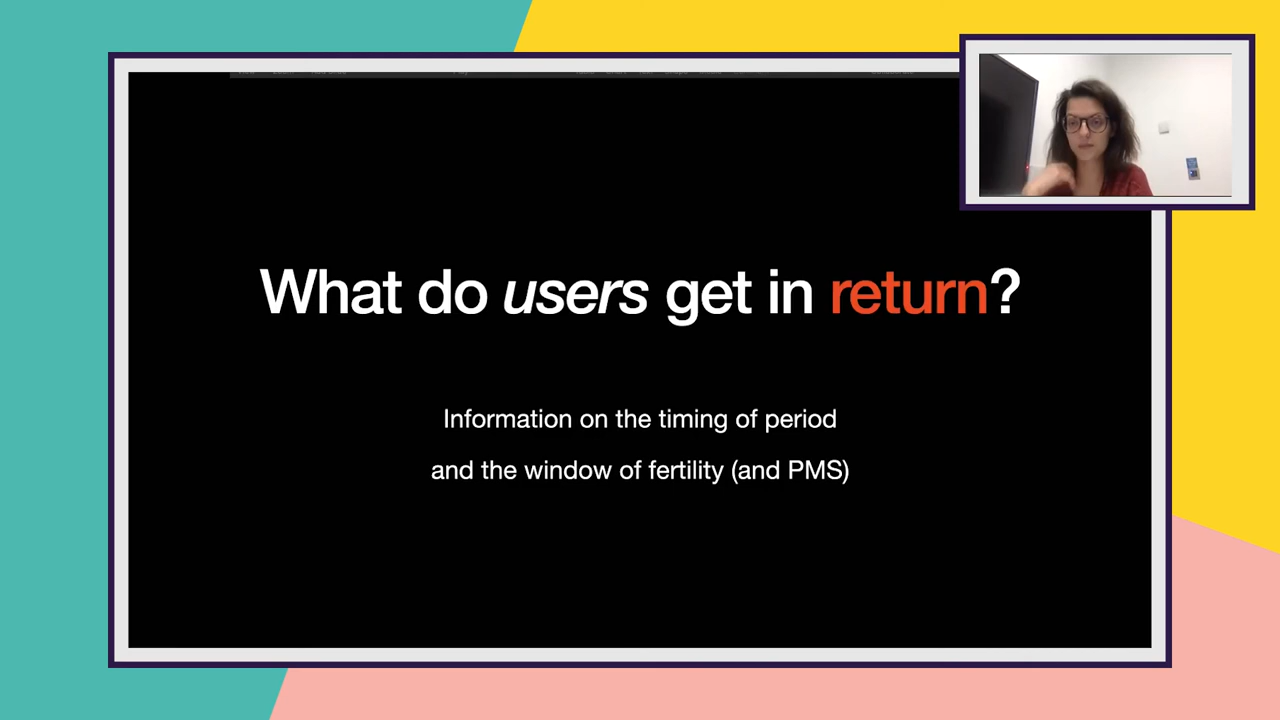 What do users get in return?
Information on the timing of period
and the window of fertility (and PMS)